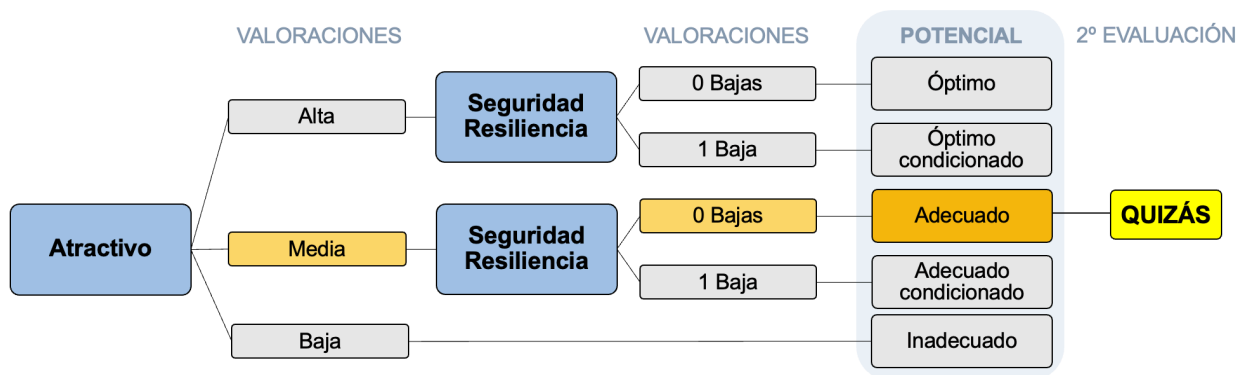 VALORACIONES
VALORACIONES
POTENCIAL
2º EVALUACIÓN
Atractivo
Alta
Seguridad
Resiliencia
0 Bajas
Óptimo
1 Baja
Óptimo
condicionado
Media
Seguridad
Resiliencia
0 Bajas
Adecuado
QUIZÁS
1 Baja
Adecuado
condicionado
Baja
Inadecuado